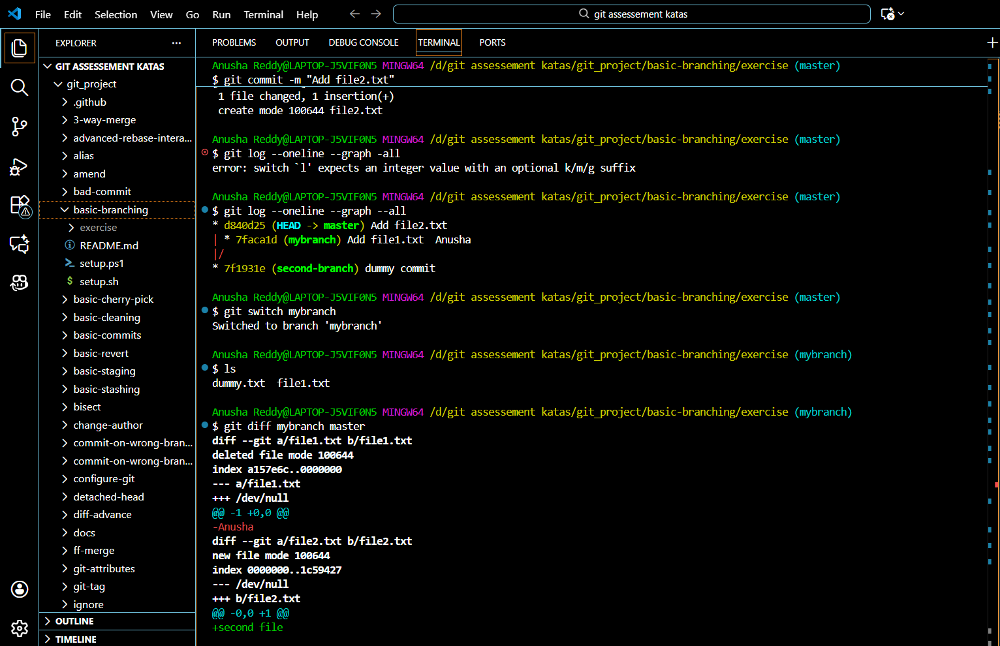 File Edit Selection View Go Run Terminal Help
git assessement katas
EXPLORER
GIT ASSESSEMENT KATAS
git_project
.github
3-way-merge
advanced-rebase-intera...
alias
amend
bad-commit
basic-branching
exercise
README.md
setup.ps1
setup.sh
basic-cherry-pick
basic-cleaning
basic-commits
basic-revert
basic-staging
basic-stashing
bisect
change-author
commit-on-wrong-bran...
commit-on-wrong-bran...
configure-git
detached-head
diff-advance
docs
ff-merge
git-attributes
git-tag
ignore
OUTLINE
TIMELINE
PROBLEMS OUTPUT DEBUG CONSOLE TERMINAL PORTS
Anusha Reddy@LAPTOP-J5VIF0N5 MINGW64 /d/git assessement katas/git_project/basic-branching/exercise (master)
$ git commit -m "Add file2.txt"
1 file changed, 1 insertion(+)
create mode 100644 file2.txt
Anusha Reddy@LAPTOP-J5VIF0N5 MINGW64 /d/git assessement katas/git_project/basic-branching/exercise (master)
$ git log --oneline --graph -all
error: switch `l' expects an integer value with an optional k/m/g suffix
Anusha Reddy@LAPTOP-J5VIF0N5 MINGW64 /d/git assessement katas/git_project/basic-branching/exercise (master)
$ git log --oneline --graph --all
* d840d25 (HEAD -> master) Add file2.txt
| * 7faca1d (mybranch) Add file1.txt  Anusha
|/
* 7f1931e (second-branch) dummy commit
Anusha Reddy@LAPTOP-J5VIF0N5 MINGW64 /d/git assessement katas/git_project/basic-branching/exercise (master)
$ git switch mybranch
Switched to branch 'mybranch'
Anusha Reddy@LAPTOP-J5VIF0N5 MINGW64 /d/git assessement katas/git_project/basic-branching/exercise (mybranch)
$ ls
dummy.txt  file1.txt
Anusha Reddy@LAPTOP-J5VIF0N5 MINGW64 /d/git assessement katas/git_project/basic-branching/exercise (mybranch)
$ git diff mybranch master
diff --git a/file1.txt b/file1.txt
deleted file mode 100644
index a157e6c..0000000
--- a/file1.txt
+++ /dev/null
@@ -1 +0,0 @@
-Anusha
diff --git a/file2.txt b/file2.txt
new file mode 100644
index 0000000..1c59427
--- /dev/null
+++ b/file2.txt
@@ -0,0 +1 @@
+second file